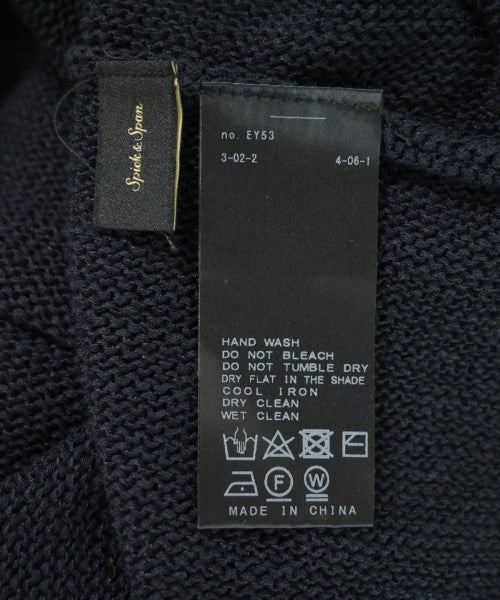 Spick & Span
no. EY53
3-02-2 4-06-1
HAND WASH
DO NOT BLEACH
DO NOT TUMBLE DRY
DRY FLAT IN THE SHADE
COOL IRON
DRY CLEAN
WET CLEAN
F W
MADE IN CHINA